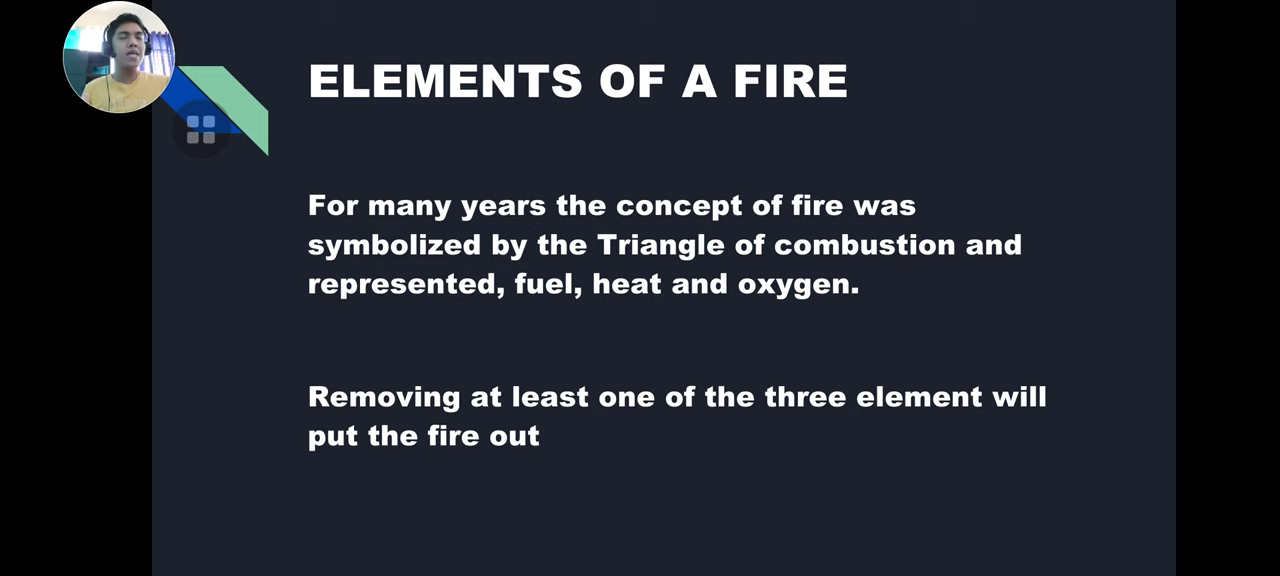 ELEMENTS OF A FIRE
For many years the concept of fire was
symbolized by the Triangle of combustion and
represented, fuel, heat and oxygen.
Removing at least one of the three element will
put the fire out